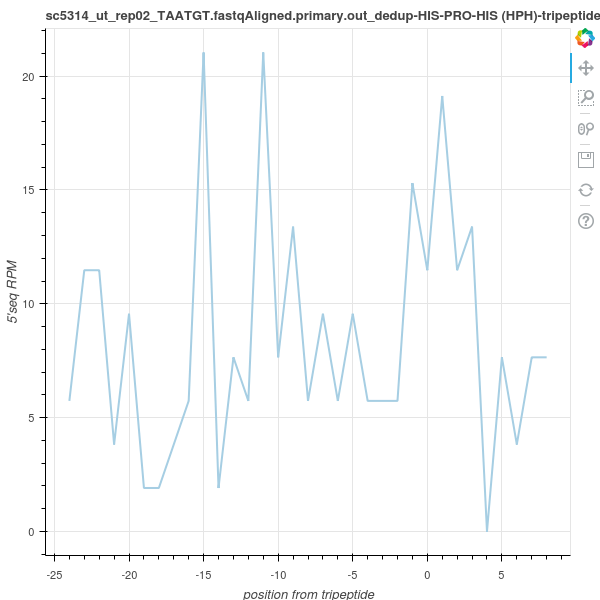 sc5314_ut_rep02_TAATGT.fastqAligned.primary.out_dedup-HIS-PRO-HIS (HPH)-tripeptide
20
15
10
5
0
5'seq RPM
-25 -20 -15 -10 -5 0 5
position from tripeptide